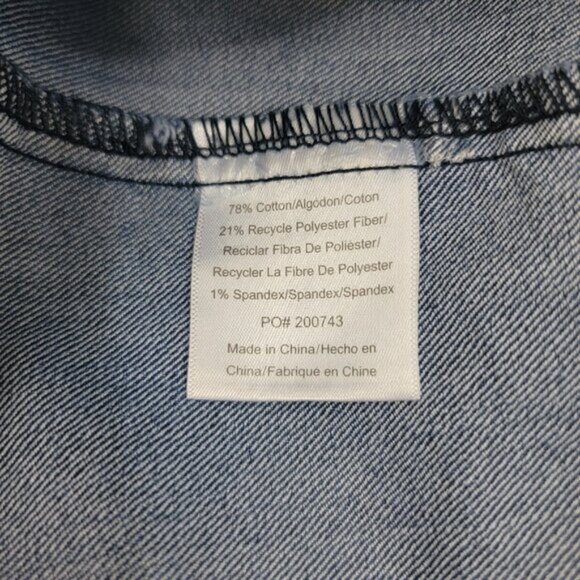 78% Cotton/Algodon/Coton
21% Recycle Polyester Fiber/
Reciclar Fibra De Poliéster/
Recycler La Fibre De Polyester
1% Spandex/Spandex/Spandex
PO# 200743
Made in China/Hecho en
China/Fabriqué en Chine